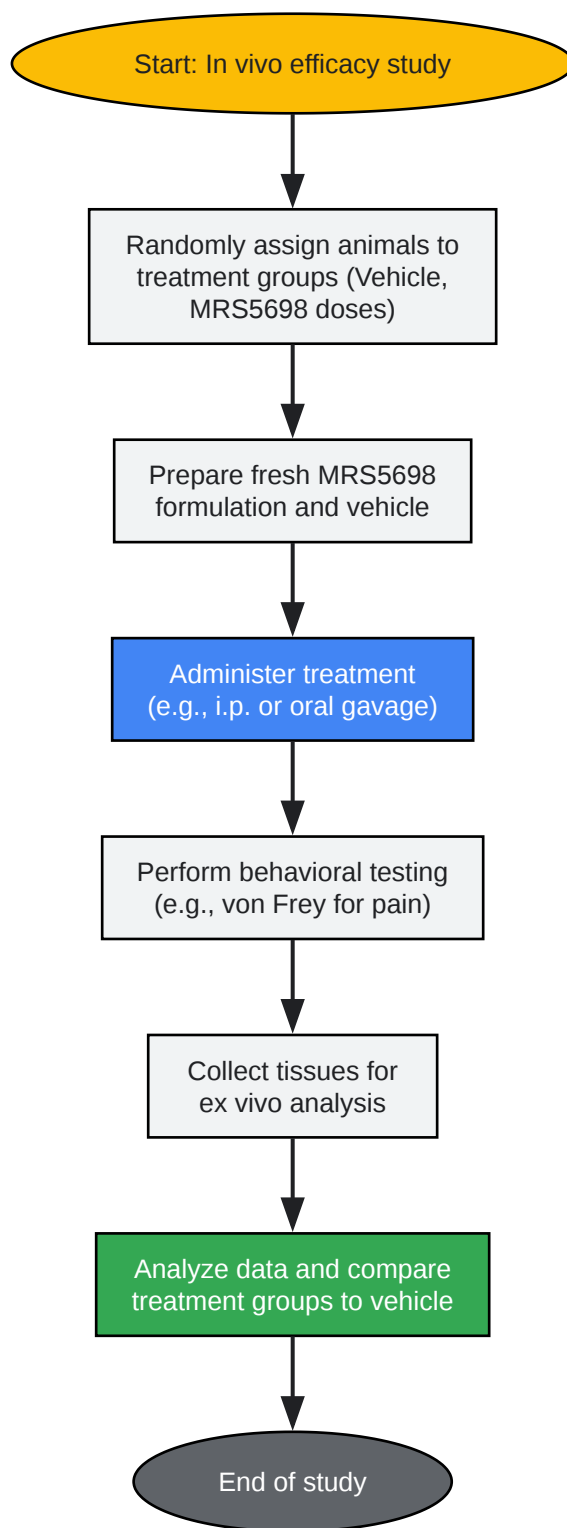 Start: In vivo efficacy study
Randomly assign animals to
treatment groups (Vehicle,
MRS5698 doses)
Prepare fresh MRS5698
formulation and vehicle
Administer treatment
(e.g., i.p. or oral gavage)
Perform behavioral testing
(e.g., von Frey for pain)
Collect tissues for
ex vivo analysis
Analyze data and compare
treatment groups to vehicle
End of study